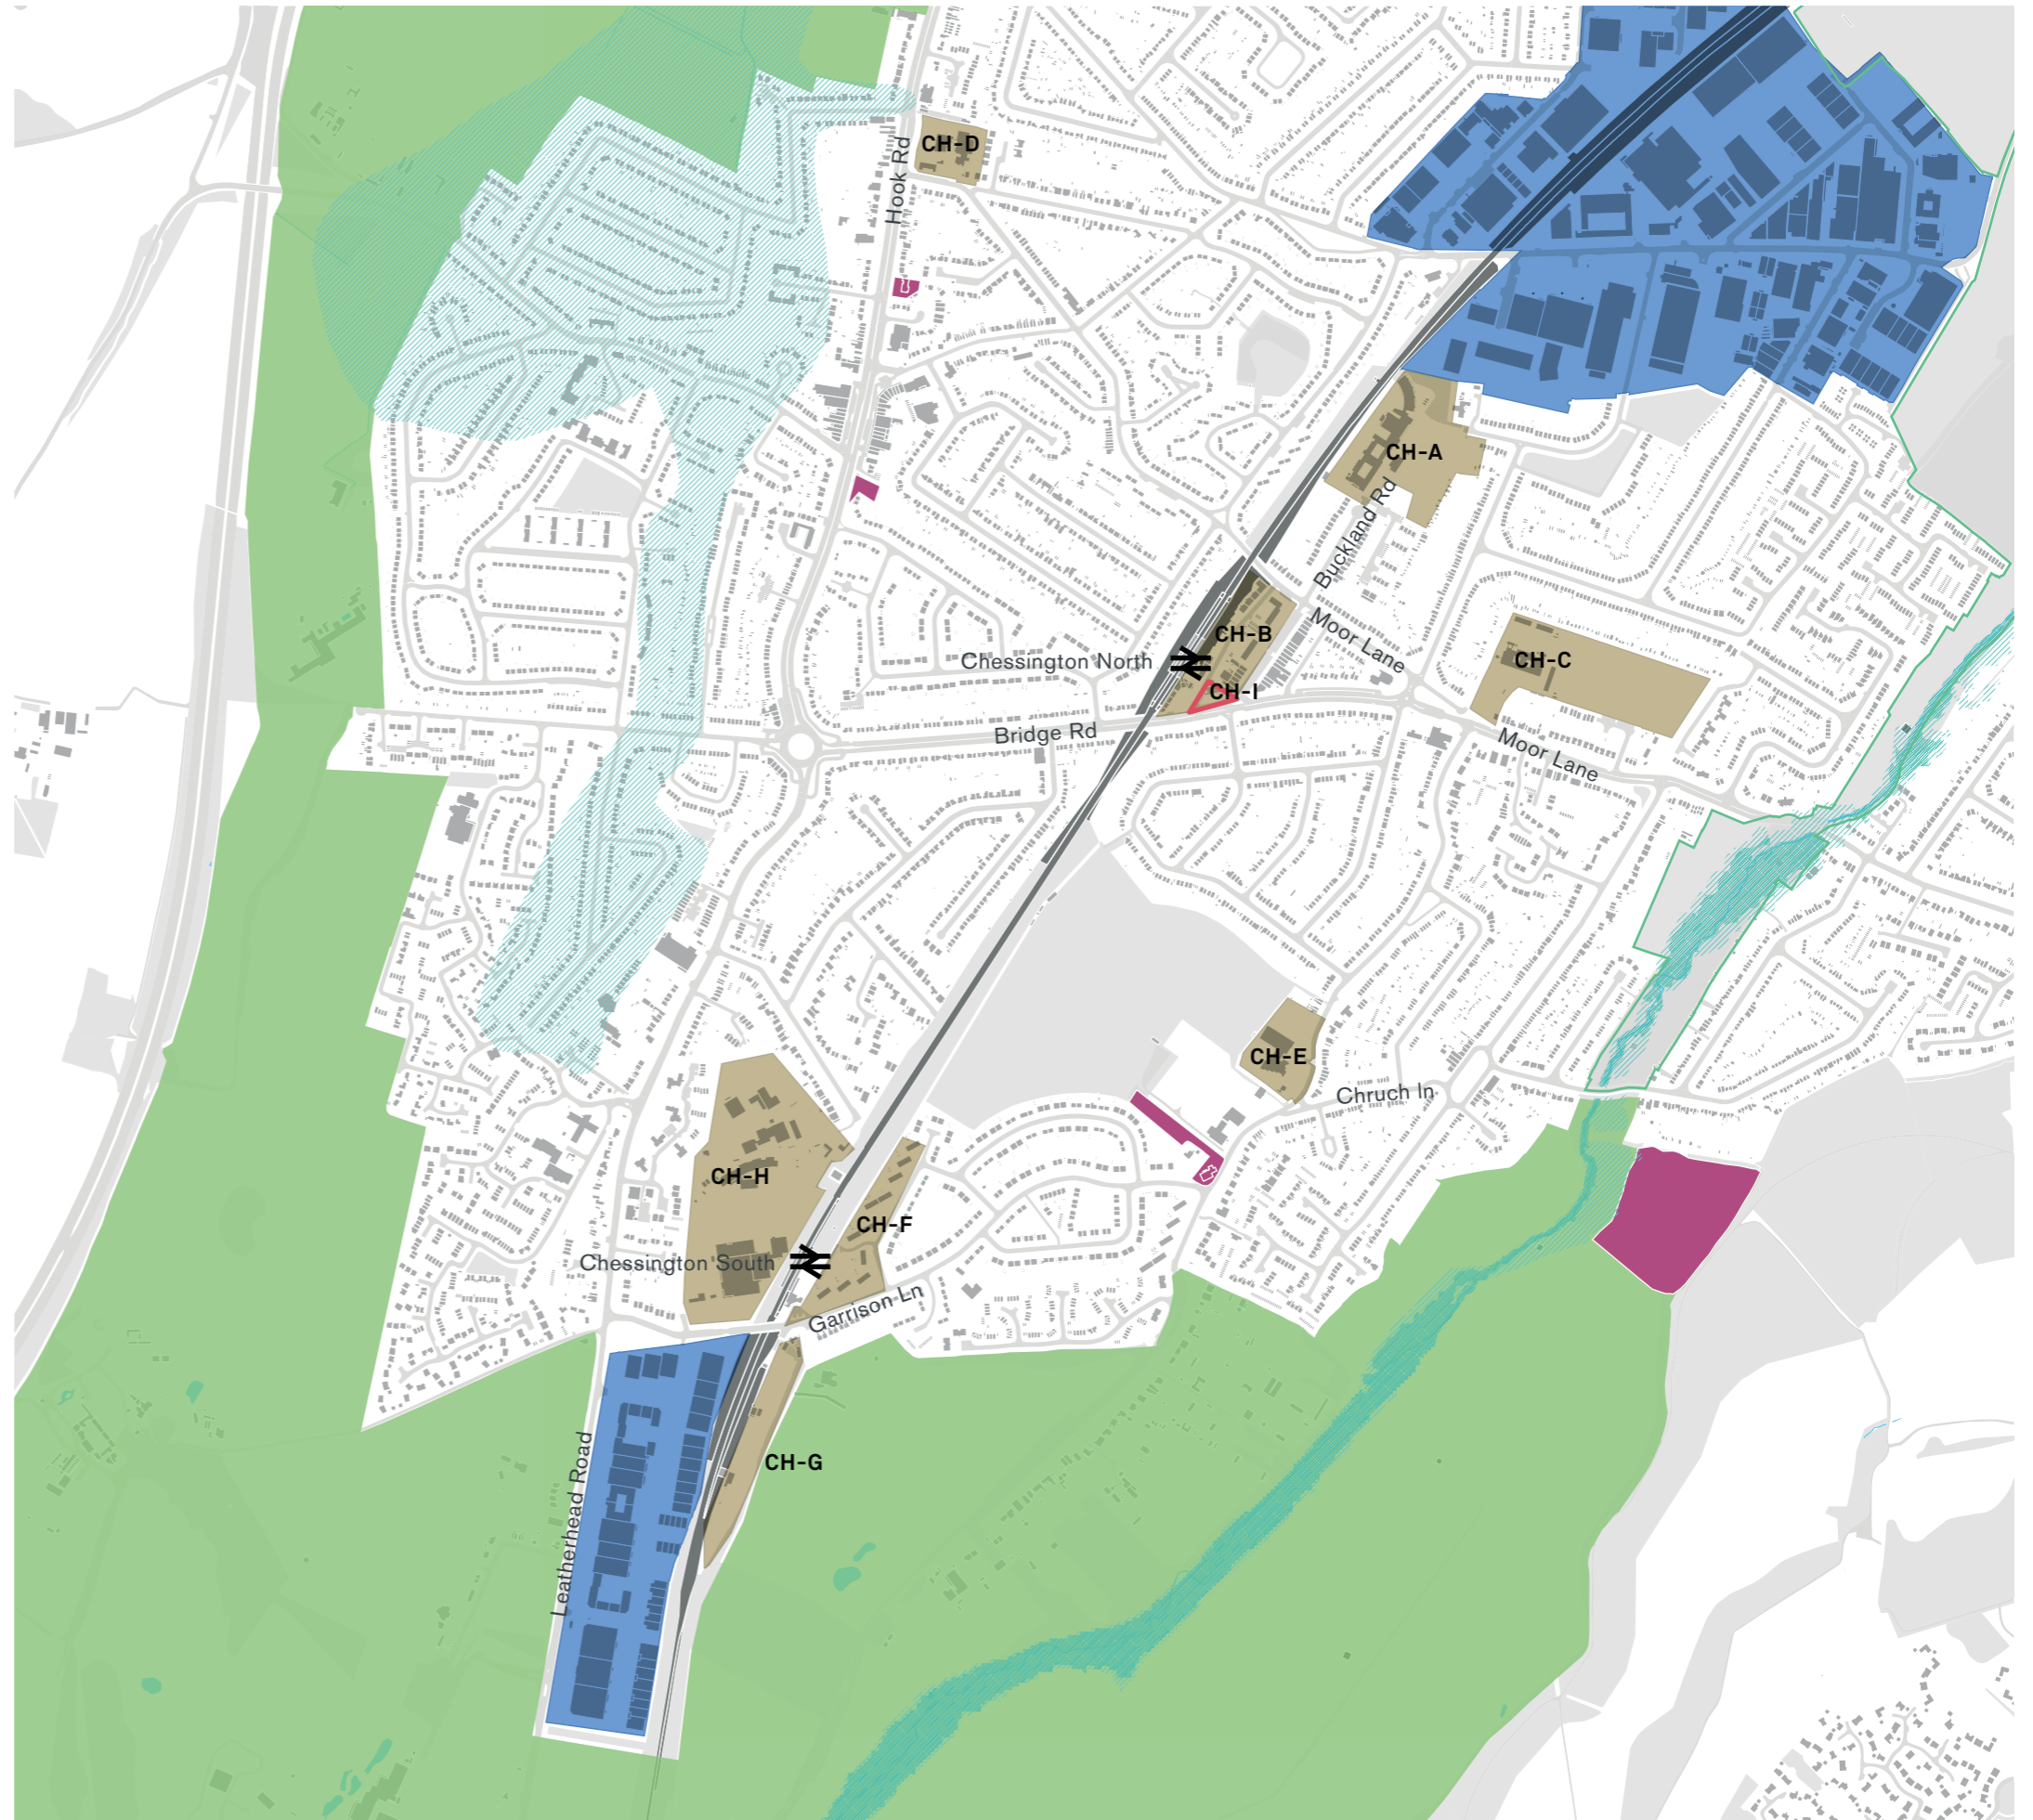 CH-D
Hook Rd
CH-A
Buckland Rd
CH-B
Moor Lane
Chessington North
CH-C
CH-I
Bridge Rd
Moor Lane
CH-E
Chruch ln
CH-H
CH-F
Chessington South
Garrison Ln
CH-G
Leatherhead Road